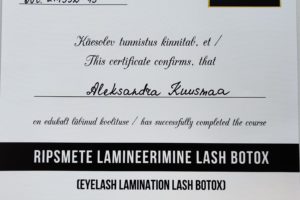 Käesolev tunnistus kinnitab, et /
This certificate confirms, that
Aleksandra Kuusmaa
on edukalt läbinud koolituse / has successfully completed the course
RIPSMETE LAMINEERIMINE LASH BOTOX
(EYELASH LAMINATION LASH BOTOX)